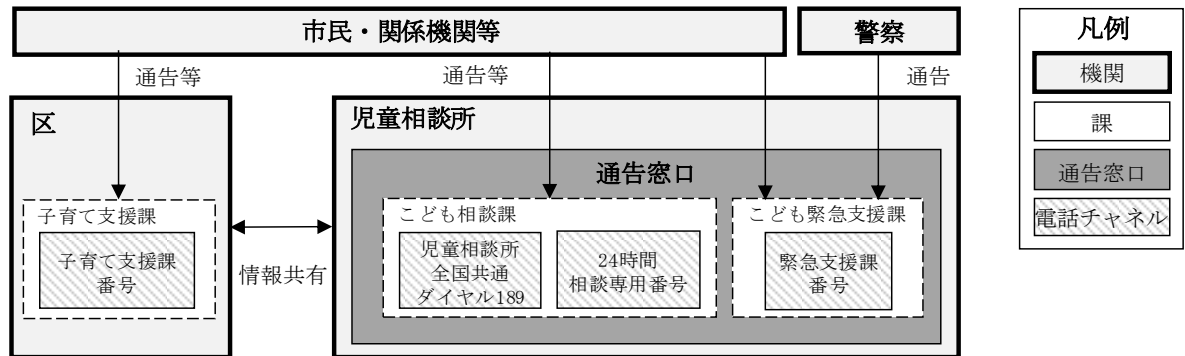 市民・関係機関等
警察
凡例
機関
課
通告窓口
電話チャネル
通告等
通告等
通告
区
児童相談所
通告窓口
子育て支援課
子育て支援課
番号
情報共有
こども相談課
児童相談所
全国共通
ダイヤル189
24時間
相談専用番号
こども緊急支援課
緊急支援課
番号